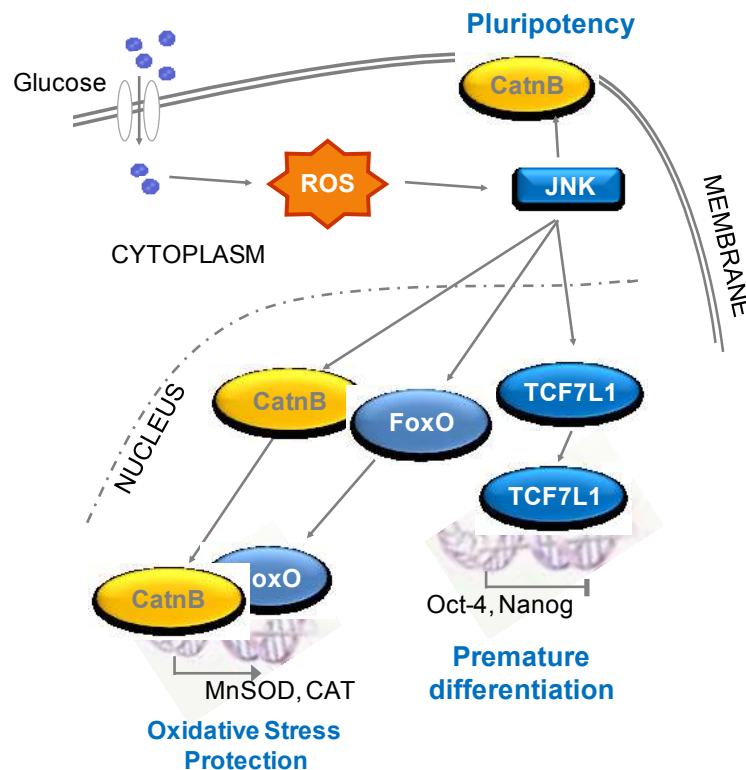 Pluripotency
Glucose
CatnB
ROS
JNK
MEMBRANE
CYTOPLASM
NUCLEUS
CatnB
FoxO
TCF7L1
TCF7L1
CatnB
oxO
Oct-4, Nanog
MnSOD, CAT
Premature
differentiation
Oxidative Stress
Protection